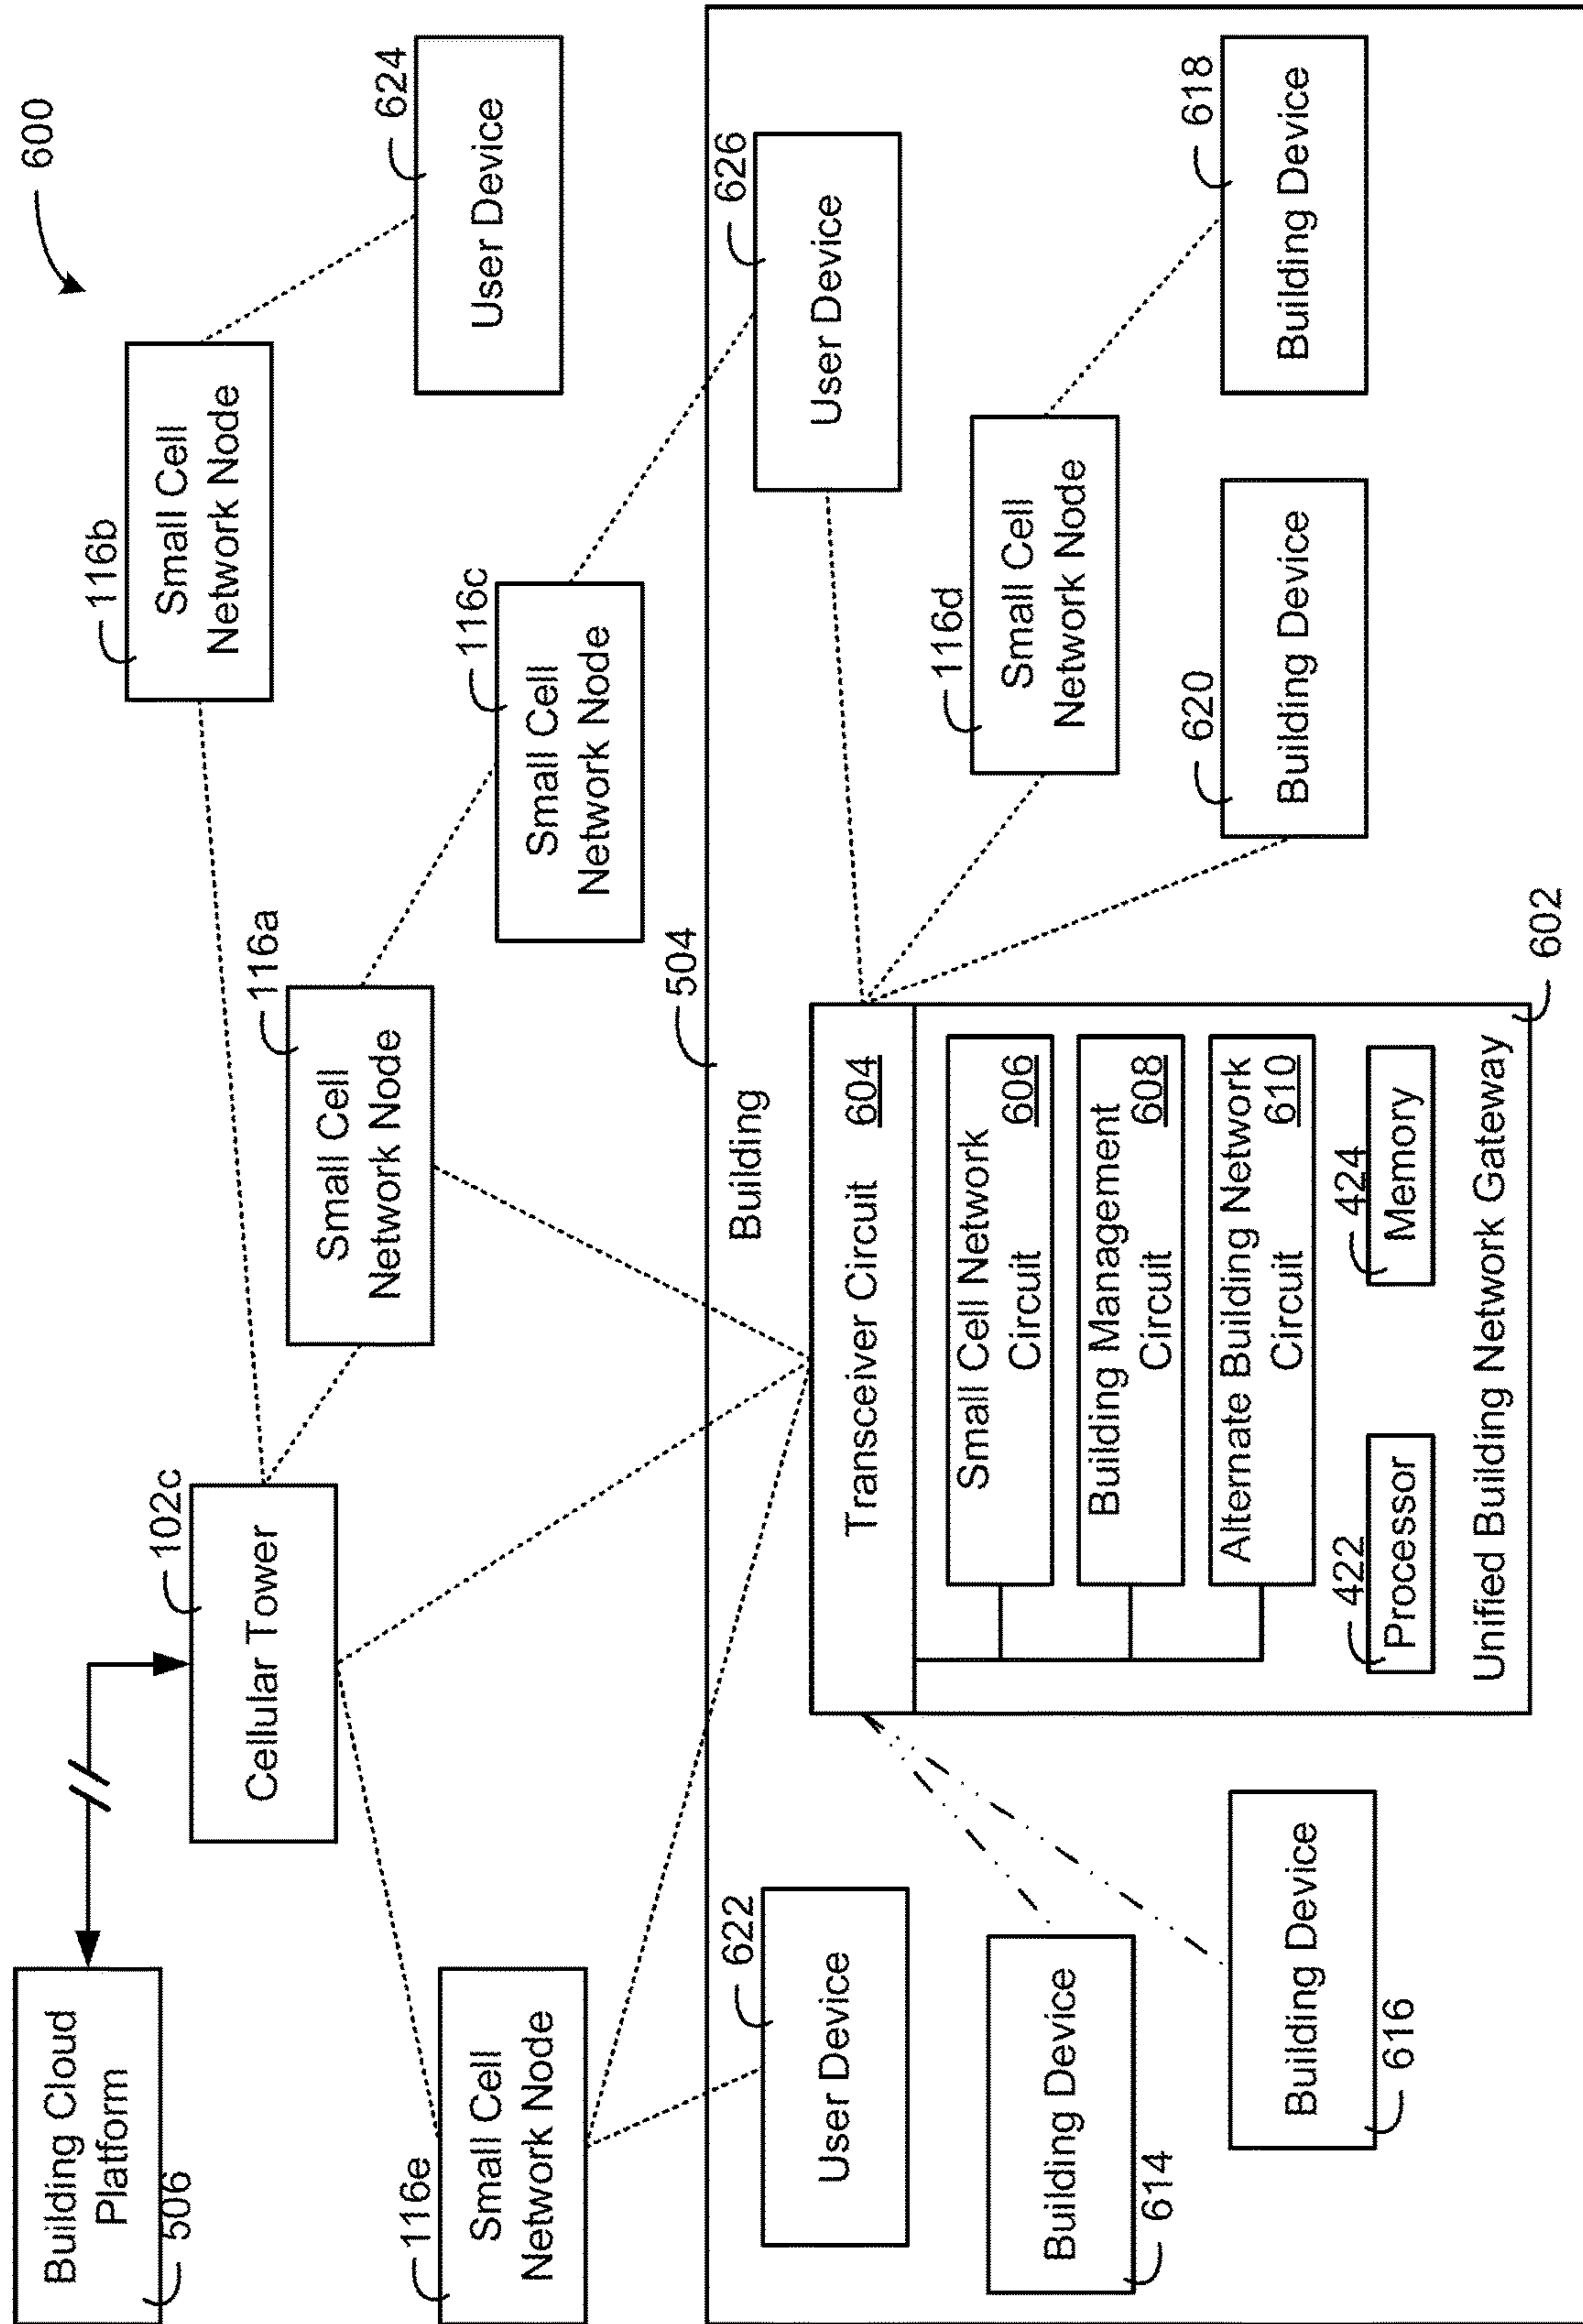 600
Building Cloud
Platform
506
102c
Cellular Tower
116b
Small Cell
Network Node
624
User Device
116a
Small Cell
Network Node
116c
Small Cell
Network Node
116e
Small Cell
Network Node
504
Building
622
User Device
626
User Device
Transceiver Circuit 604
Small Cell Network
Circuit 606
Building Management
Circuit 608
Alternate Building Network
Circuit 610
422
Processor
424
Memory
Unified Building Network Gateway
602
116d
Small Cell
Network Node
Building Device
614
Building Device
616
620
Building Device
618
Building Device